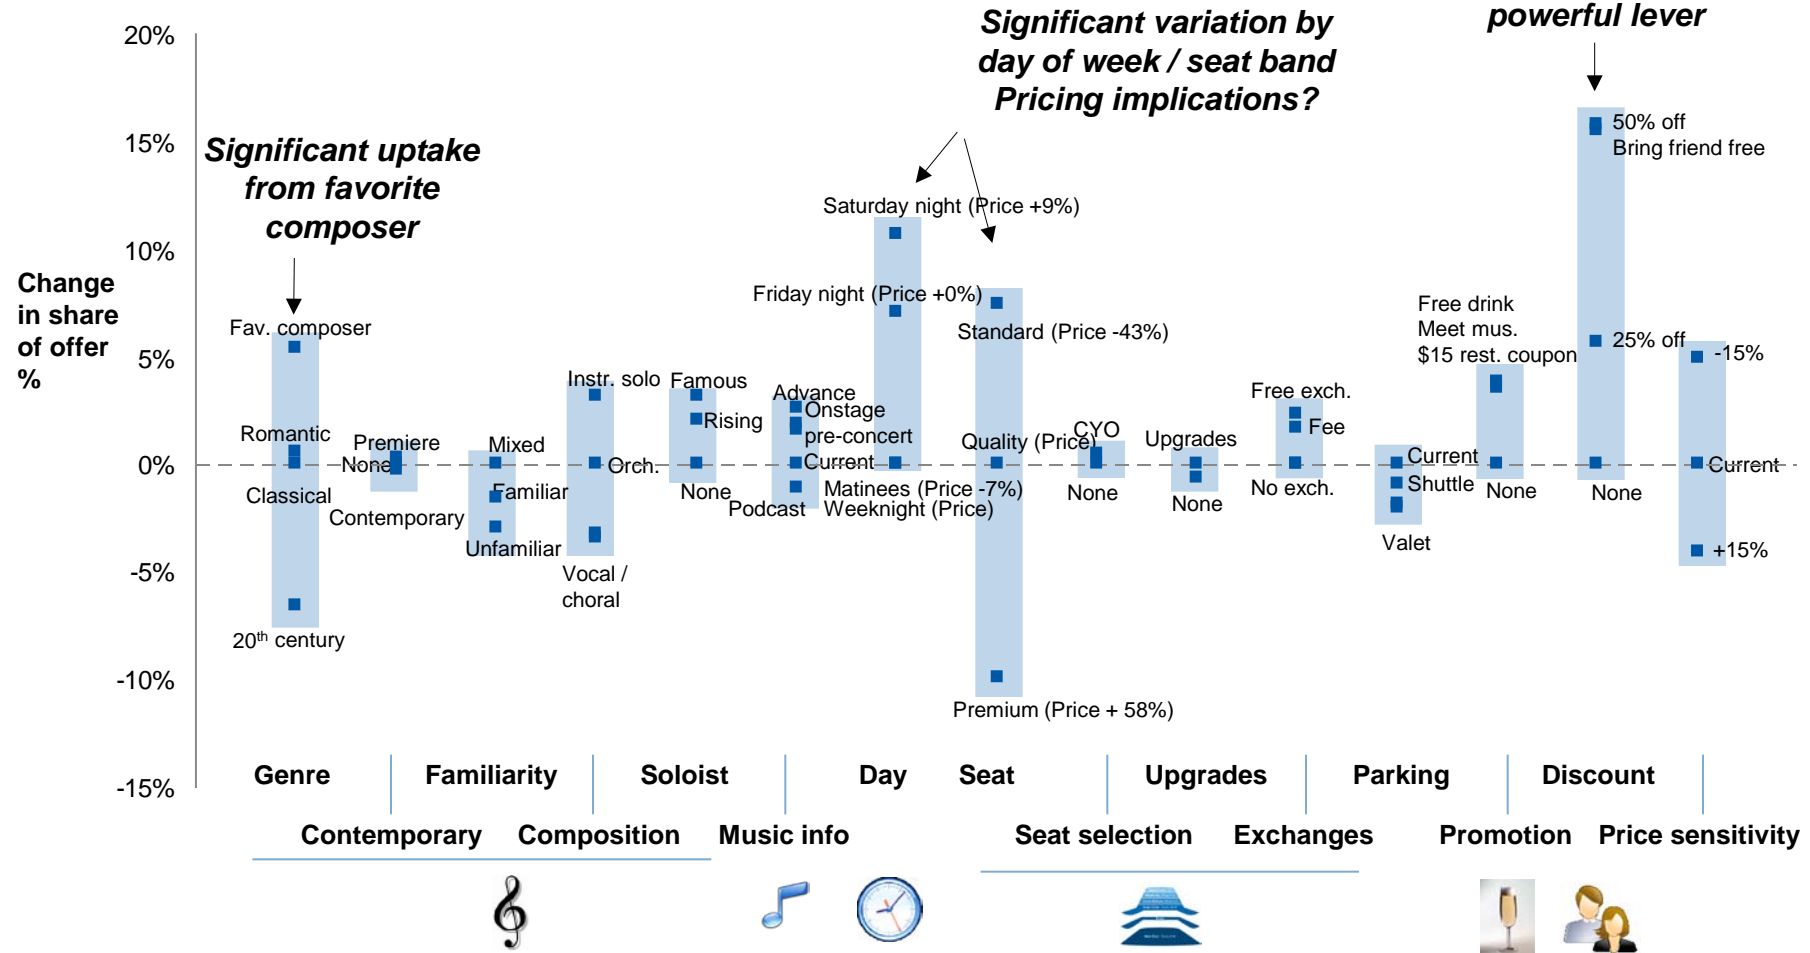 powerful lever
Significant variation by
day of week / seat band
Pricing implications?
Significant uptake
from favorite
composer
Change
in share
of offer
%
20%
15%
10%
5%
0%
-5%
-10%
-15%
Fav. composer
Romantic
Classical
20th century
Premiere
None
Contemporary
Mixed
Familiar
Unfamiliar
Instr. solo
Orch.
Vocal /
choral
Famous
Rising
None
Advance
Onstage
pre-concert
Current
Podcast
Saturday night (Price +9%)
Friday night (Price +0%)
Matinees (Price -7%)
Weeknight (Price)
Standard (Price -43%)
Quality (Price)
Premium (Price + 58%)
CYO
None
Upgrades
None
Free exch.
Fee
No exch.
Current
Shuttle
Valet
Free drink
Meet mus.
$15 rest. coupon
None
50% off
Bring friend free
25% off
None
-15%
Current
+15%
Genre
Familiarity
Soloist
Day
Seat
Upgrades
Parking
Discount
Contemporary
Composition
Music info
Seat selection
Exchanges
Promotion
Price sensitivity